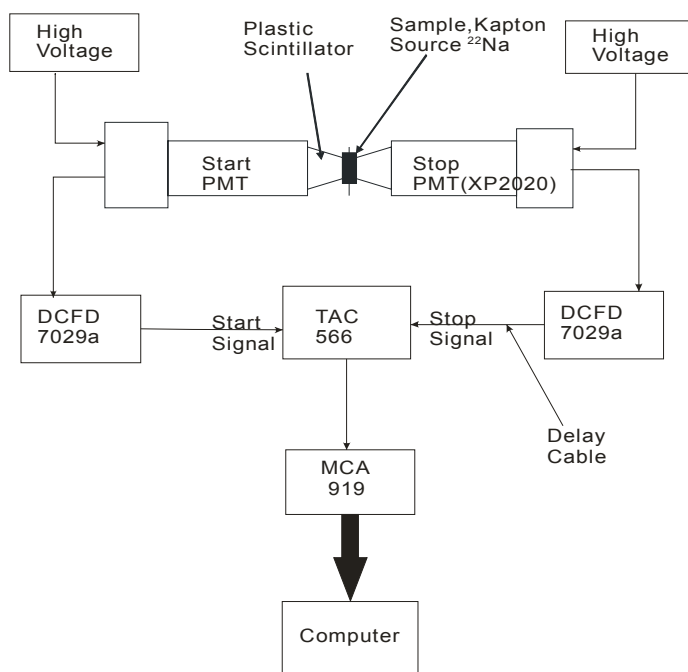 High
Voltage
Plastic
Scintillator
Sample,Kapton
Source ²²Na
High
Voltage
Start
PMT
Stop
PMT(XP2020)
DCFD
7029a
Start
Signal
TAC
566
Stop
Signal
DCFD
7029a
Delay
Cable
MCA
919
Computer